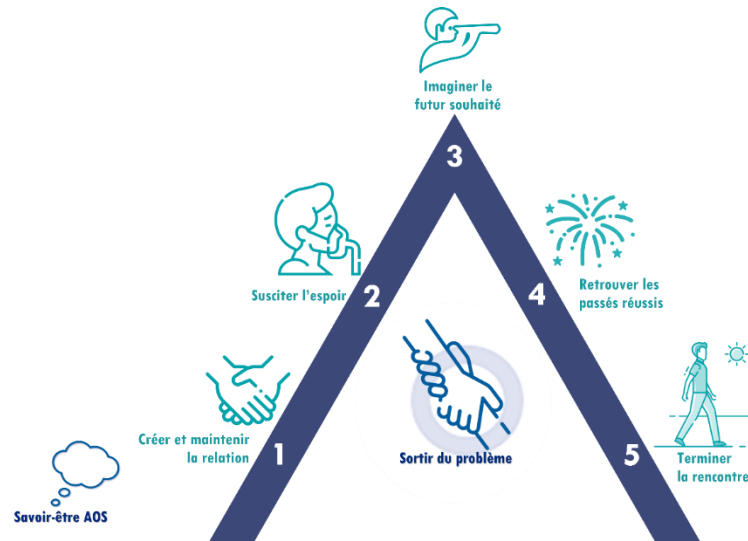 Imaginer le
futur souhaité
3
Susciter l'espoir
2
4
Retrouver les
passés réussis
Créer et maintenir
la relation
1
Sortir du problème
5
Terminer
la rencontre
Savoir-être AOS